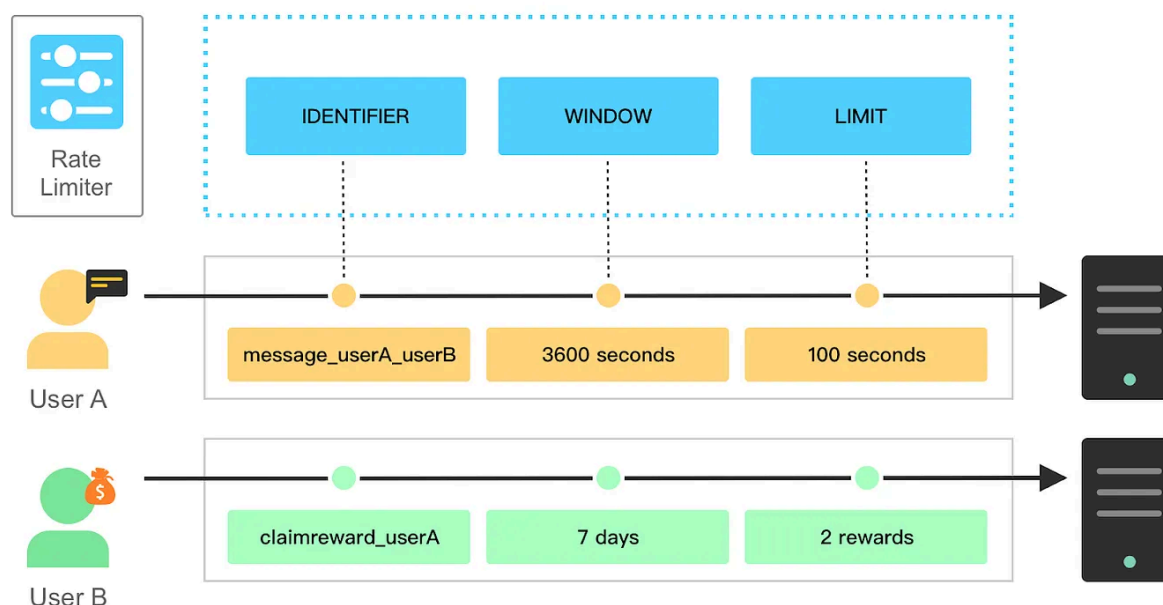 Rate
Limiter
IDENTIFIER
WINDOW
LIMIT
User A
message_userA_userB
3600 seconds
100 seconds
$
User B
claimreward_userA
7 days
2 rewards